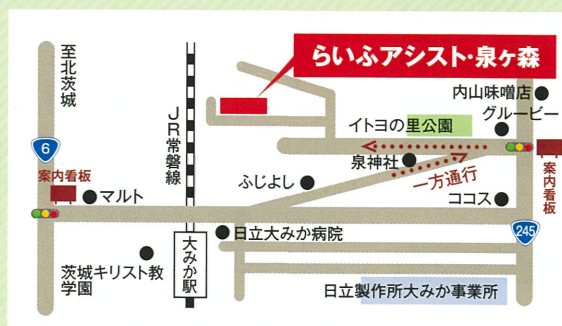 至北茨城
6
案内看板
マルト
茨城キリスト教
学園
JR常磐線
大みか駅
らいふアシスト・泉ヶ森
内山味噌店
グルービー
イトヨの里公園
泉神社
一方通行
ふじよし
ココス
案内看板
245
日立大みか病院
日立製作所大みか事業所